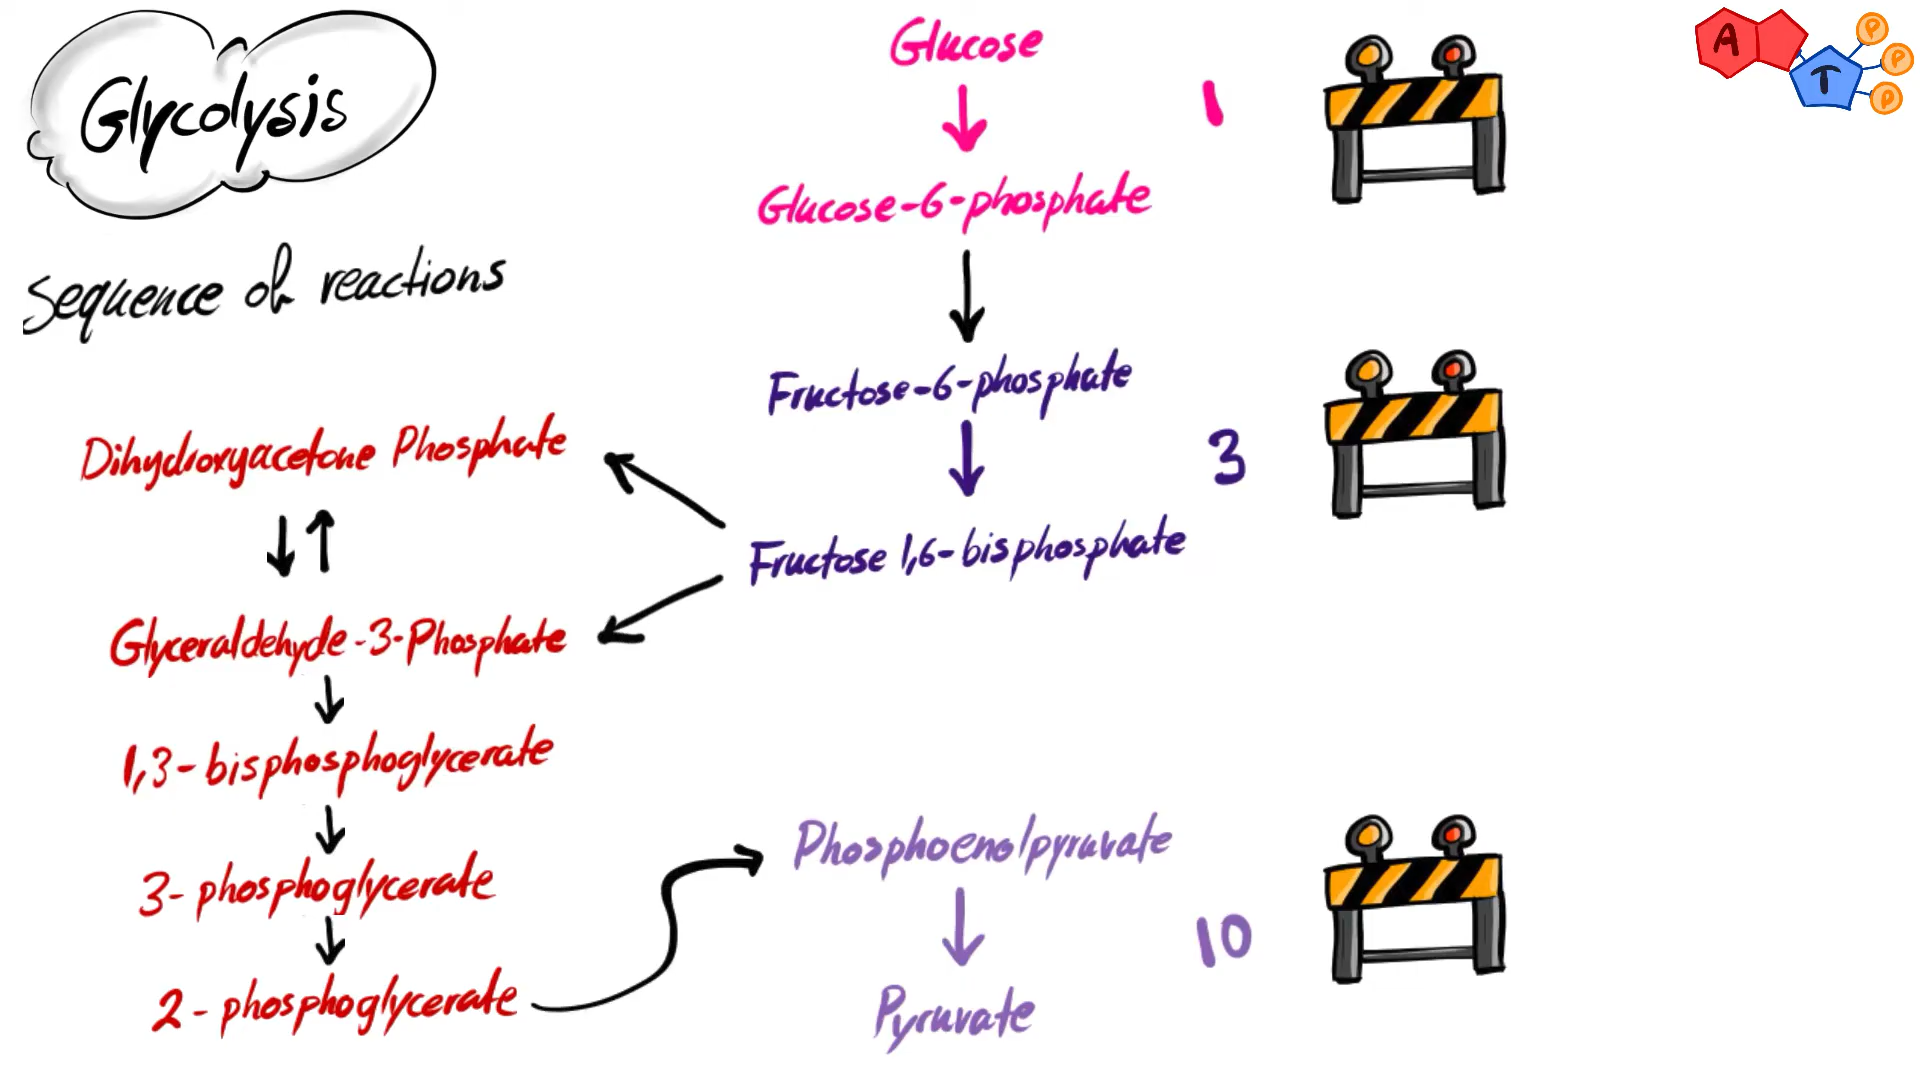 Glycolysis
Sequence of reactions
Glucose
1
Glucose-6-phosphate
Fructose-6-phosphate
3
Fructose 1,6-bisphosphate
Dihydroxyacetone Phosphate
Glyceraldehyde-3-Phosphate
1,3-bisphosphoglycerate
3-phosphoglycerate
2-phosphoglycerate
Phosphoenolpyruvate
10
Pyruvate
A
T
P
P
P